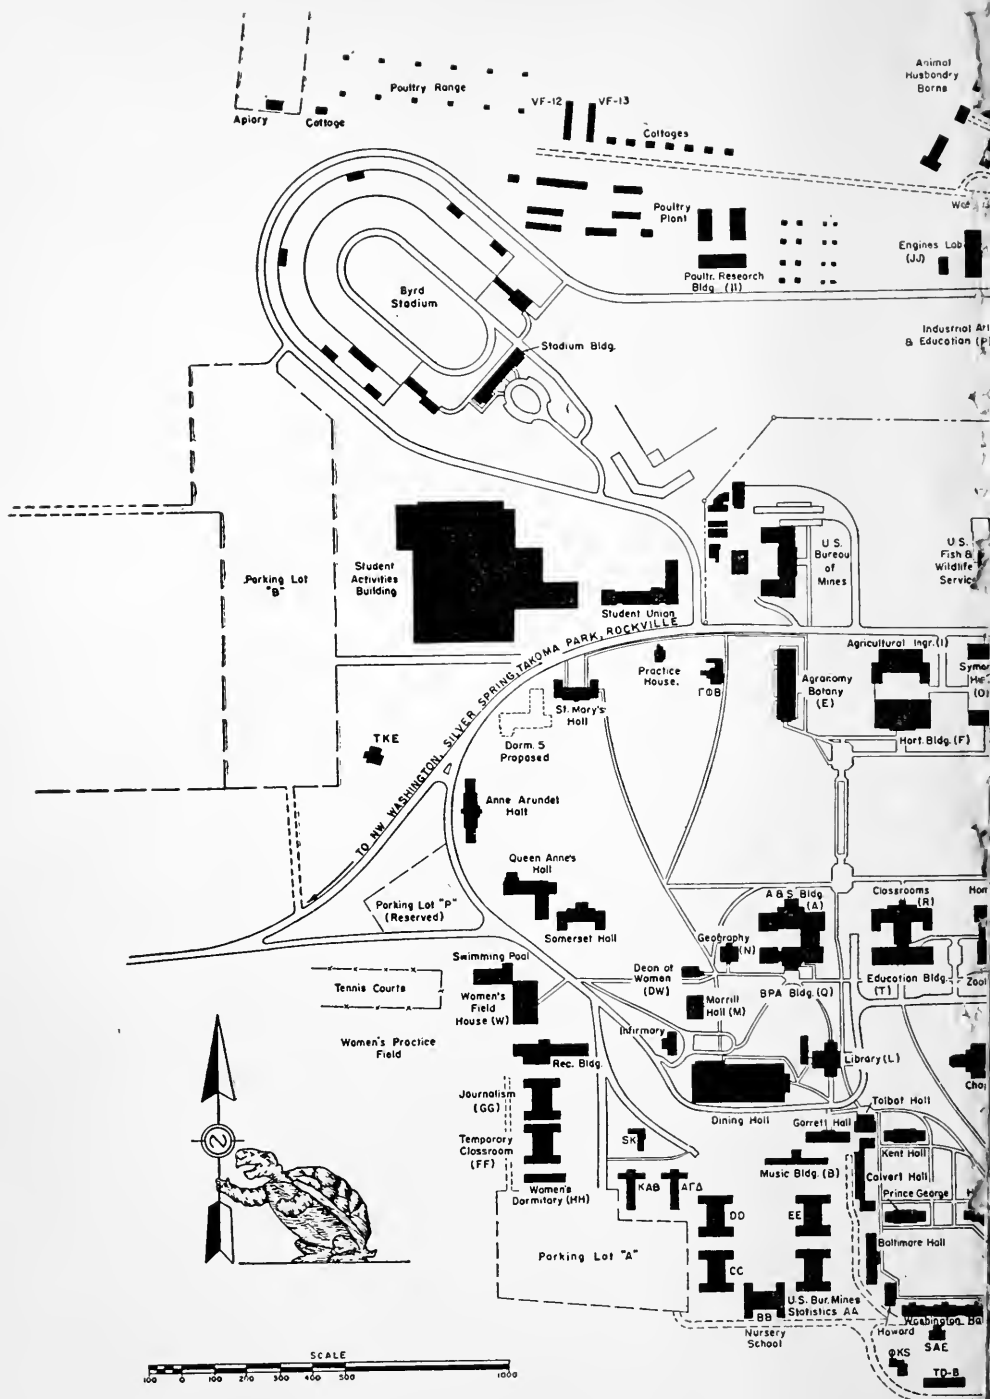 Animal
Husbandry
Barns
Poultry Range
VF-12
VF-13
Apiary
Cottage
Cottages
Poultry
Plant
Engines Lab
(JJ)
Poultr. Research
Bldg. (II)
Byrd
Stadium
Industrial Art
& Education (P
Stadium Bldg.
U.S.
Bureau
of
Mines
U.S.
Fish &
Wildlife
Servic
Parking Lot
"B"
Student
Activities
Building
Student Union
TO NW WASHINGTON, SILVER SPRING, TAKOMA PARK, ROCKVILLE
Agricultural Ingr. (I)
Practice
House.
ΓΦΒ
Agranomy
Botany
(E)
Symon
St. Mary's
Hall
Hort. Bldg. (F)
TKE
Dorm. 5
Proposed
Anne Arundel
Hall
Queen Anne's
Hall
A & S Bldg.
(A)
Classrooms
(R)
Parking Lot "P"
(Reserved)
Somerset Hall
Geography
(N)
Swimming Pool
Dean of
Women
(DW)
BPA Bldg. (Q)
Education Bldg.
(T)
Zool
Tennis Courts
Women's
Field
House (W)
Morrill
Hall (M)
Infirmary
Women's Practice
Field
Rec. Bldg.
Library (L)
Journalism
(GG)
Dining Hall
Talbot Hall
Garrett Hall
Temporary
Classroom
(FF)
SK
Kent Hall
Music Bldg. (B)
Calvert Hall
Women's
Dormitory (HH)
ΚΑΘ
ΑΓΔ
Prince George
DD
EE
Baltimore Hall
Parking Lot "A"
CC
U.S. Bur. Mines
Statistics AA
BB
Nursery
School
Howard
Washington Ha
SAE
ΦKS
TD-B
SCALE
100 0 100 200 300 400 500 1000